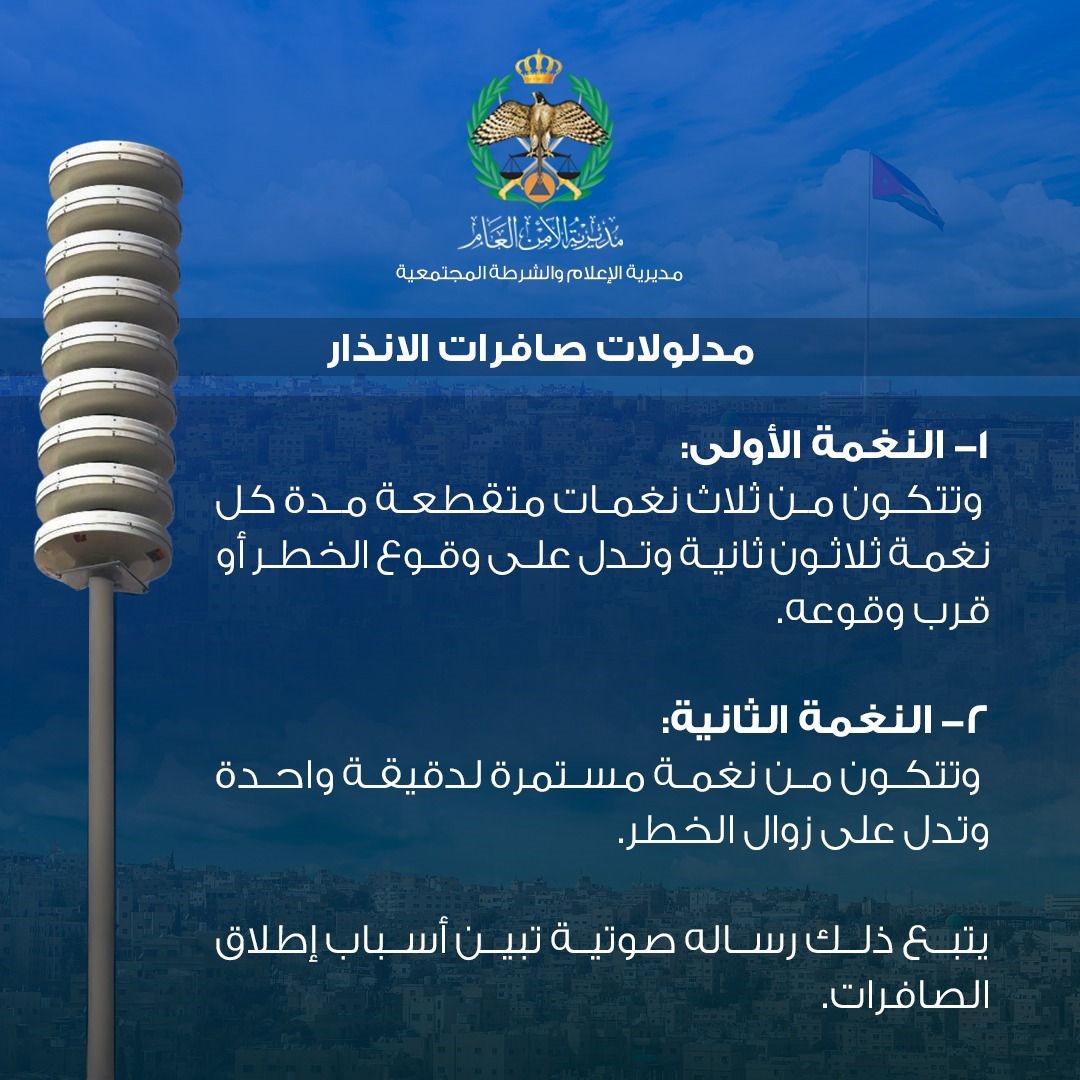 مديرية الأمن العام
مديرية الإعلام والشرطة المجتمعية
مدلولات صافرات الانذار
١- النغمة الأولى:
وتتكون من ثلاث نغمات متقطعة مدة كل
نغمة ثلاثون ثانية وتدل على وقوع الخطر أو
قرب وقوعه.
٢- النغمة الثانية:
وتتكون من نغمة مستمرة لدقيقة واحدة
وتدل على زوال الخطر.
يتبع ذلك رساله صوتية تبين أسباب إطلاق
الصافرات.